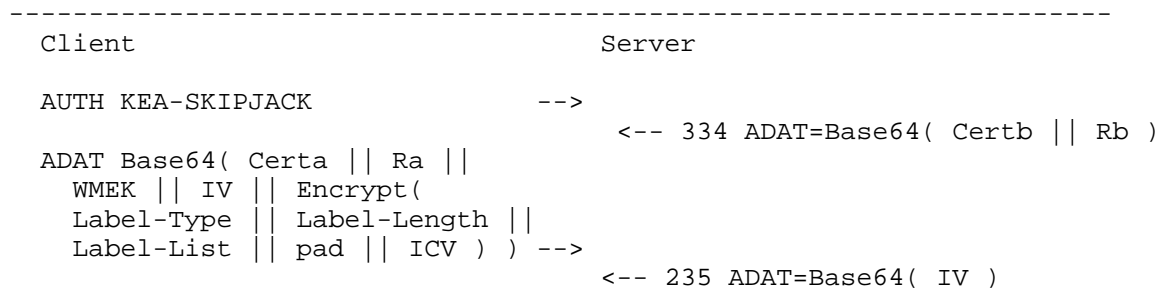 ---------------------------------------------------------------------
Client                                 Server
AUTH KEA-SKIPJACK              -->
<-- 334 ADAT=Base64( Certb || Rb )
ADAT Base64( Certa || Ra ||
WMEK || IV || Encrypt(
Label-Type || Label-Length ||
Label-List || pad || ICV ) ) -->
<-- 235 ADAT=Base64( IV )